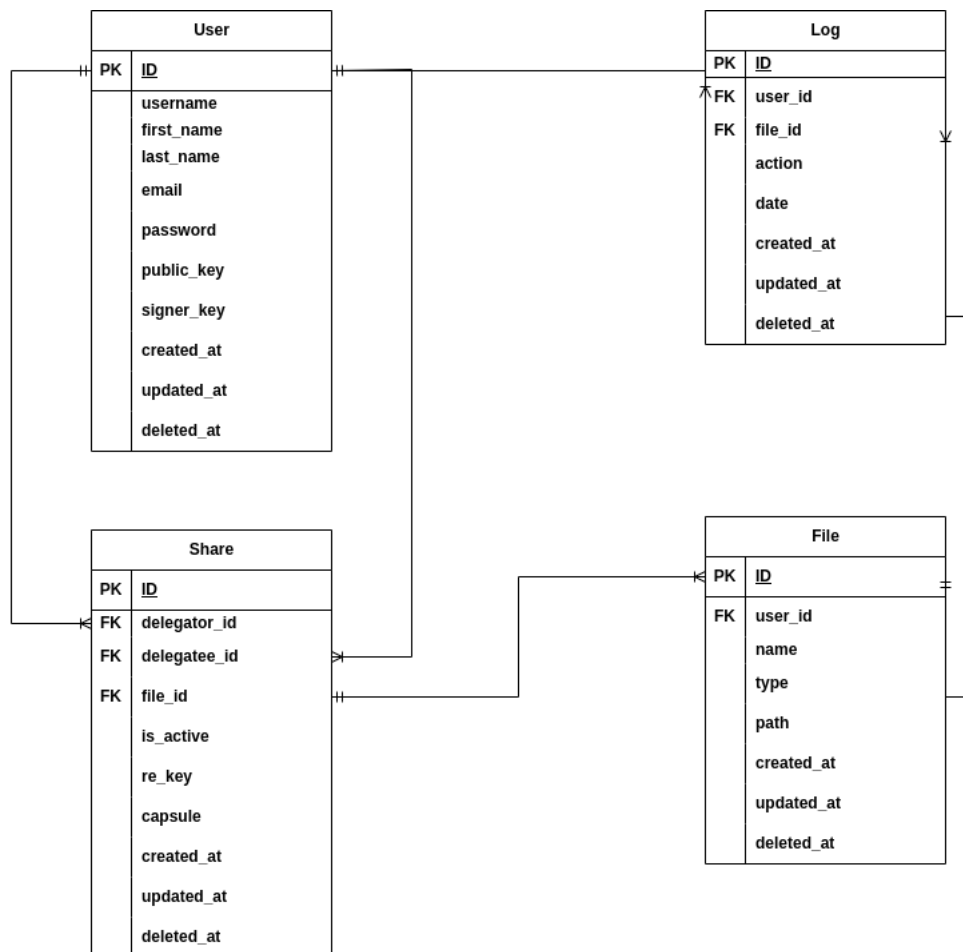 User
PK ID
username
first_name
last_name
email
password
public_key
signer_key
created_at
updated_at
deleted_at
Log
PK ID
FK user_id
FK file_id
action
date
created_at
updated_at
deleted_at
Share
PK ID
FK delegator_id
FK delegatee_id
FK file_id
is_active
re_key
capsule
created_at
updated_at
deleted_at
File
PK ID
FK user_id
name
type
path
created_at
updated_at
deleted_at